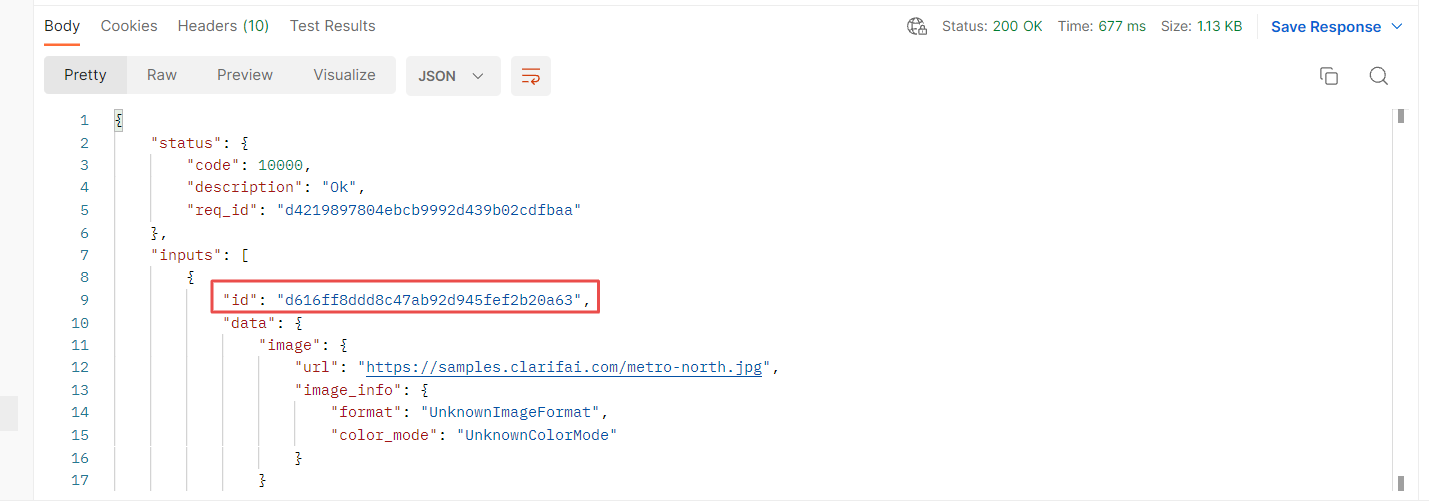 Body Cookies Headers (10) Test Results Status: 200 OK Time: 677 ms Size: 1.13 KB Save Response
Pretty Raw Preview Visualize JSON
1 {
2 "status": {
3 "code": 10000,
4 "description": "Ok",
5 "req_id": "d4219897804ebcb9992d439b02cdfbaa"
6 },
7 "inputs": [
8 {
9 "id": "d616ff8ddd8c47ab92d945fef2b20a63",
10 "data": {
11 "image": {
12 "url": "https://samples.clarifai.com/metro-north.jpg",
13 "image_info": {
14 "format": "UnknownImageFormat",
15 "color_mode": "UnknownColorMode"
16 }
17 }